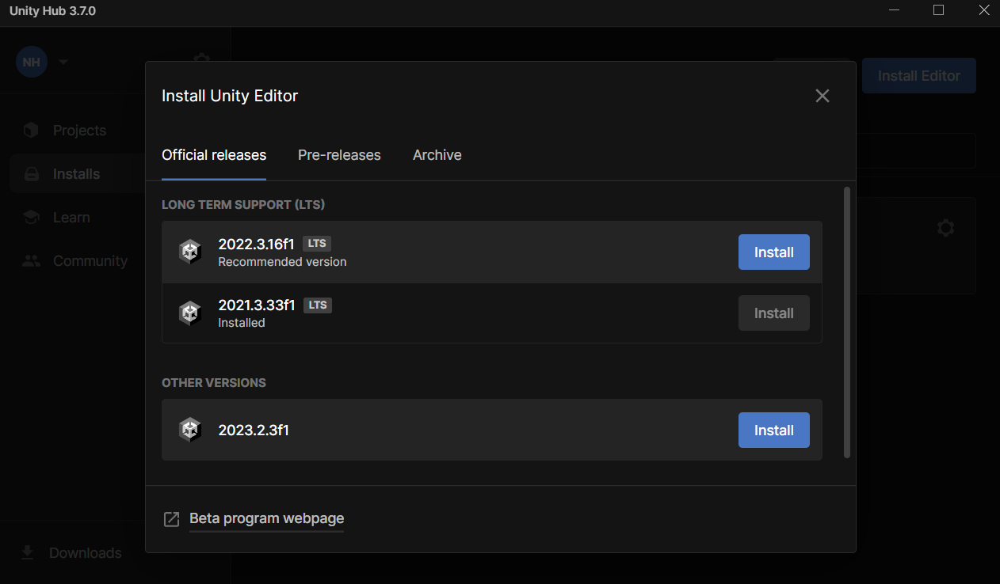 Unity Hub 3.7.0
NH
Install Editor
Install Unity Editor
Projects
Official releases
Pre-releases
Archive
Installs
LONG TERM SUPPORT (LTS)
Learn
2022.3.16f1 LTS
Recommended version
Install
Community
2021.3.33f1 LTS
Installed
Install
OTHER VERSIONS
2023.2.3f1
Install
Beta program webpage
Downloads